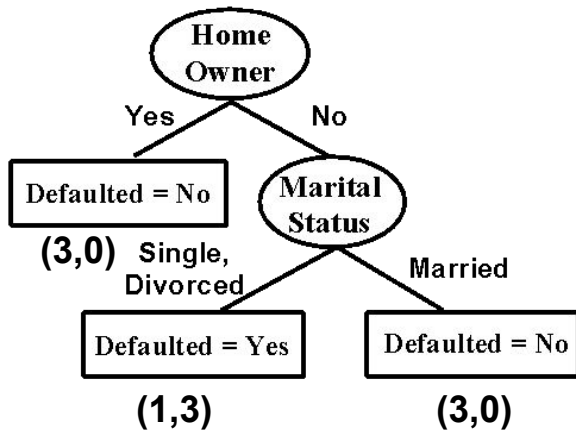 Home
Owner
Yes
No
Defaulted = No
Marital
Status
(3,0)
Single,
Divorced
Married
Defaulted = Yes
Defaulted = No
(1,3)
(3,0)